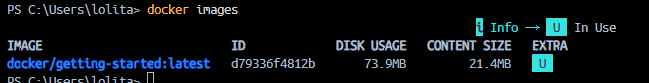 PS C:\Users\lolita> docker images
i Info → U In Use
IMAGE ID DISK USAGE CONTENT SIZE EXTRA
docker/getting-started:latest d79336f4812b 73.9MB 21.4MB U
PS C:\Users\lolita>